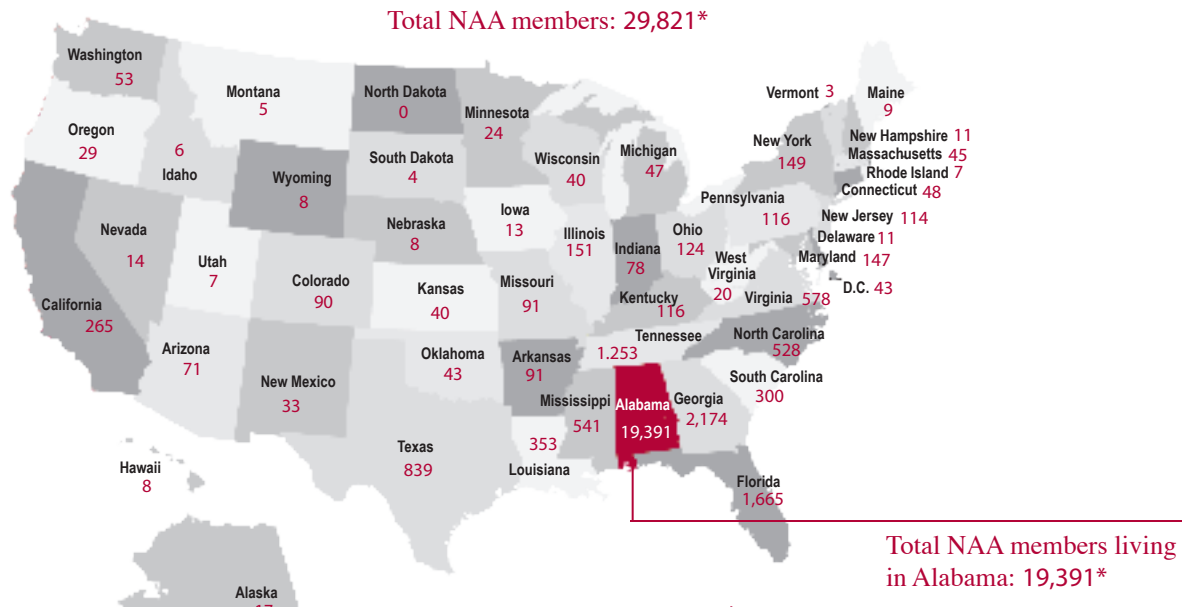 Total NAA members: 29,821*
Washington
53
Montana
5
North Dakota
0
Minnesota
24
Vermont 3
Maine
9
Oregon
29
6
Idaho
Wyoming
8
South Dakota
4
Wisconsin
40
Michigan
47
New York
149
New Hampshire 11
Massachusetts 45
Rhode Island 7
Connecticut 48
Nevada
14
Utah
7
Nebraska
8
Iowa
13
Illinois
151
Indiana
78
Ohio
124
Pennsylvania
116
New Jersey 114
Delaware 11
Maryland 147
D.C. 43
California
265
Colorado
90
Kansas
40
Missouri
91
Kentucky
116
West
Virginia
20
Virginia 578
Arizona
71
New Mexico
33
Oklahoma
43
Arkansas
91
Tennessee
1.253
North Carolina
528
South Carolina
300
Texas
839
353
Louisiana
Mississippi
541
Alabama
19,391
Georgia
2,174
Florida
1,665
Hawaii
8
Alaska
Total NAA members living
in Alabama: 19,391*